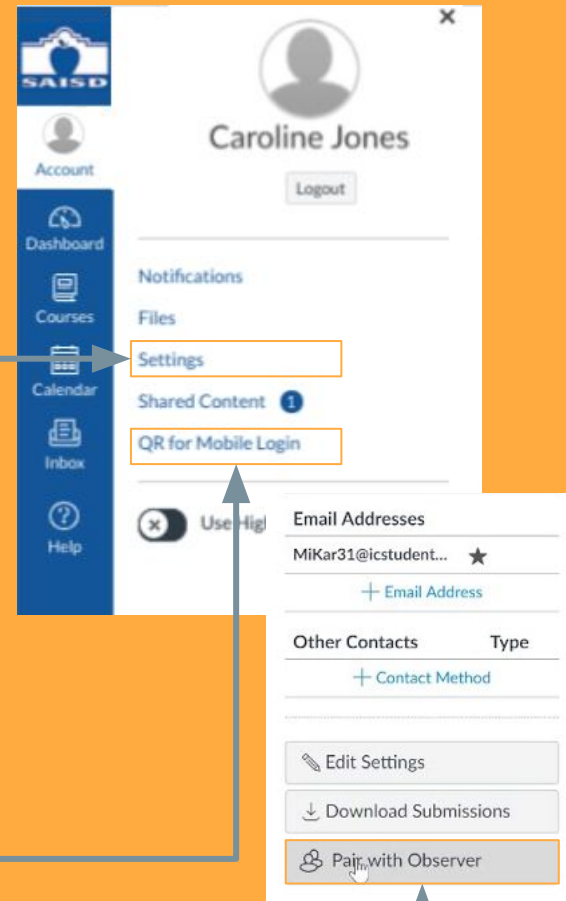 SAISD
Account
Dashboard
Courses
Calendar
Inbox
Help
Caroline Jones
Logout
Notifications
Files
Settings
Shared Content 1
QR for Mobile Login
Use Hig
Email Addresses
MiKar31@icstudent...
+ Email Address
Other Contacts Type
+ Contact Method
Edit Settings
Download Submissions
Pair with Observer